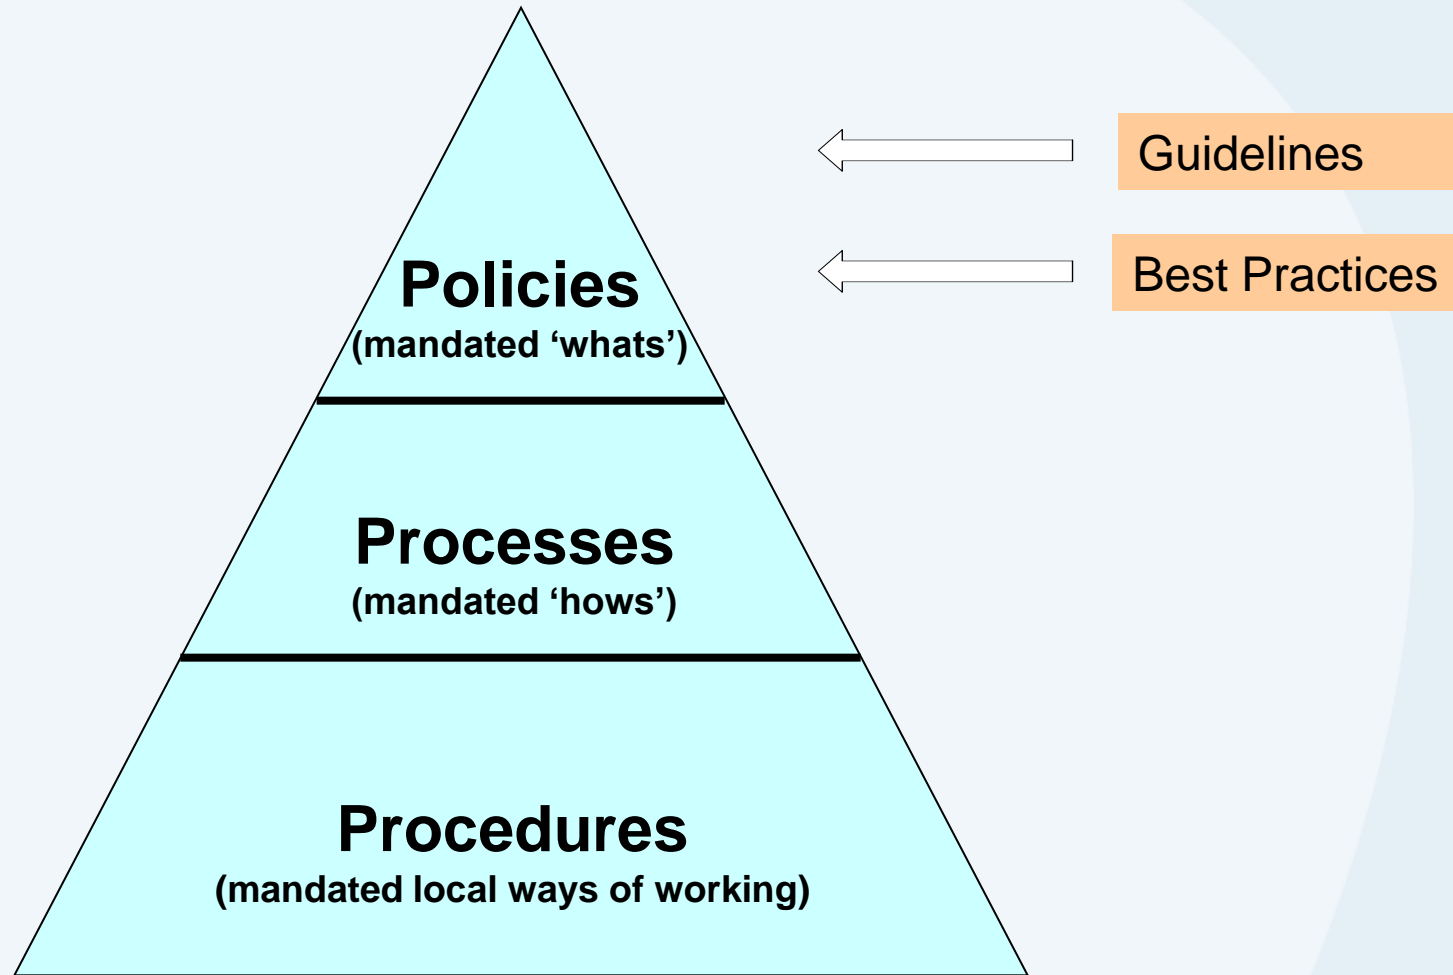 Guidelines
Best Practices
Policies
(mandated ‘whats’)
Processes
(mandated ‘hows’)
Procedures
(mandated local ways of working)